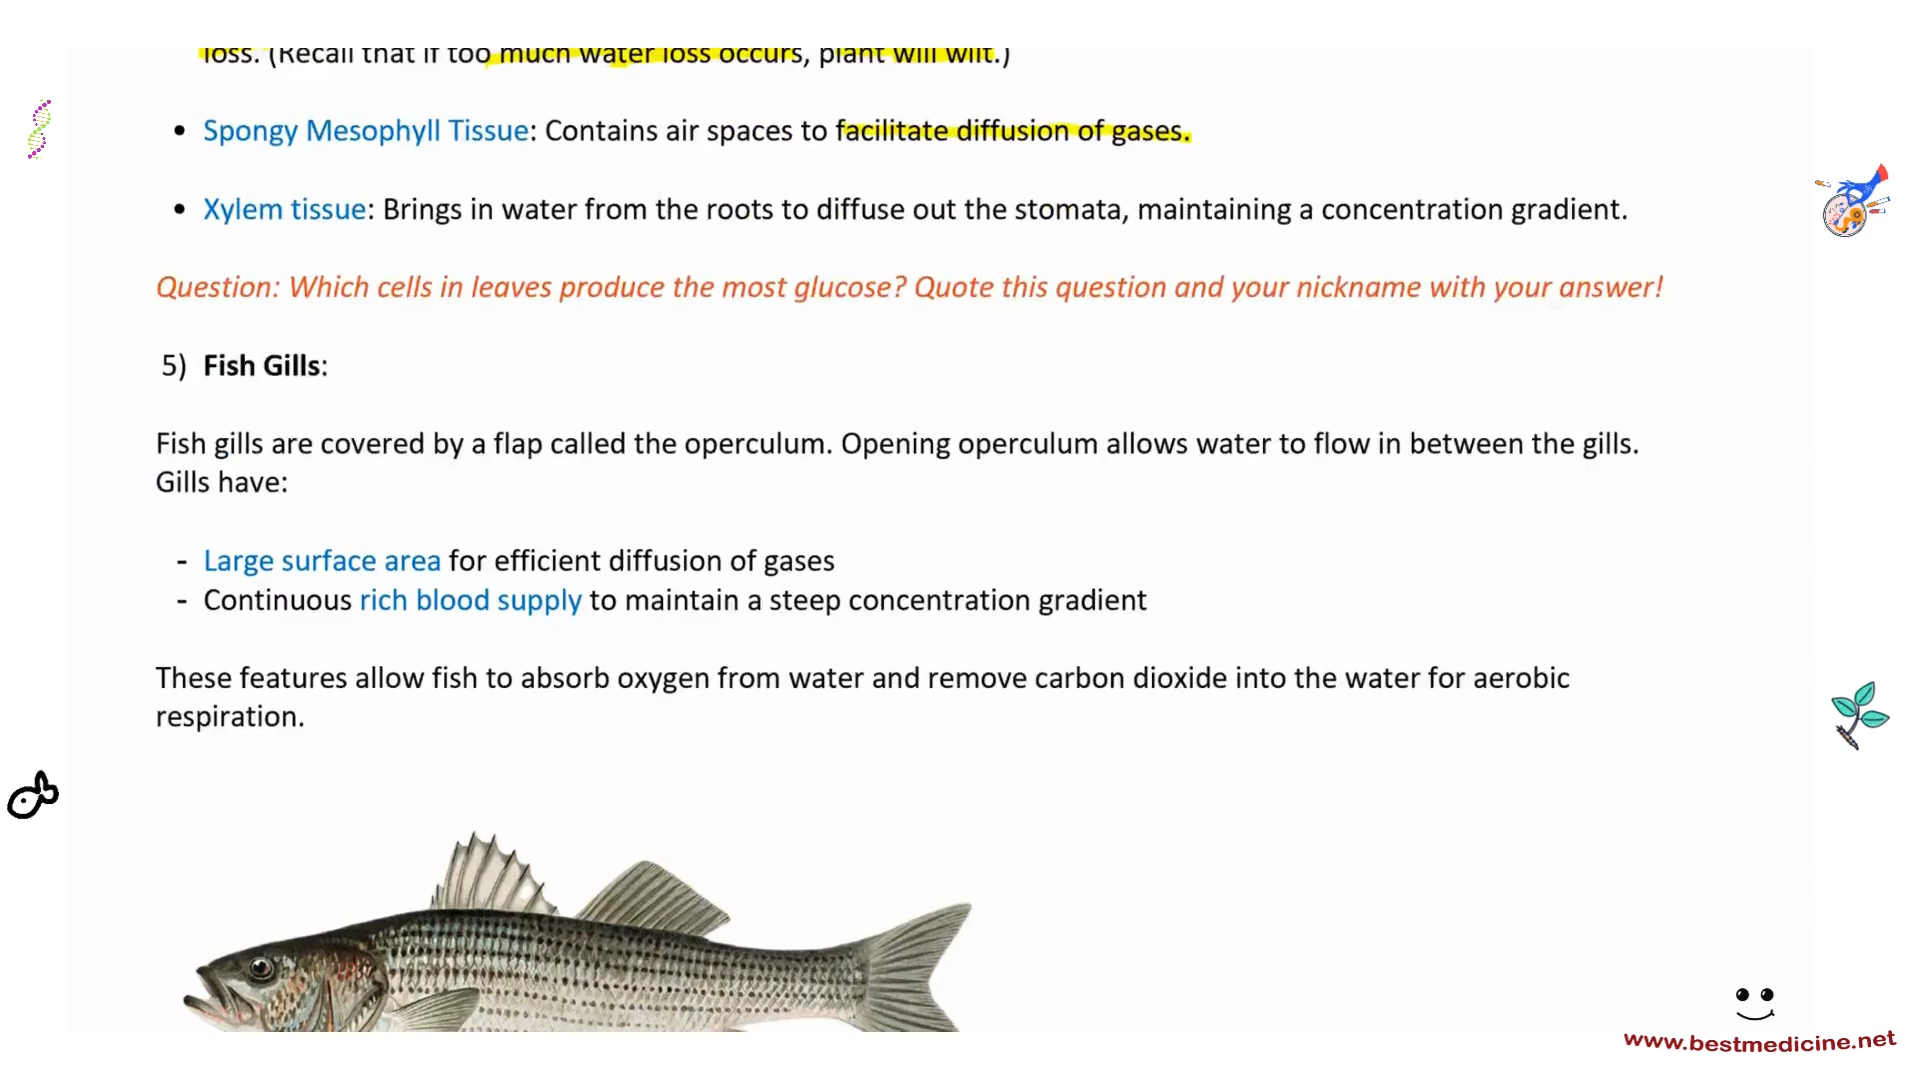 loss. (Recall that if too much water loss occurs, plant will wilt.)
• Spongy Mesophyll Tissue: Contains air spaces to facilitate diffusion of gases.
• Xylem tissue: Brings in water from the roots to diffuse out the stomata, maintaining a concentration gradient.
Question: Which cells in leaves produce the most glucose? Quote this question and your nickname with your answer!
5) Fish Gills:
Fish gills are covered by a flap called the operculum. Opening operculum allows water to flow in between the gills.
Gills have:
- Large surface area for efficient diffusion of gases
- Continuous rich blood supply to maintain a steep concentration gradient
These features allow fish to absorb oxygen from water and remove carbon dioxide into the water for aerobic
respiration.
www.bestmedicine.net